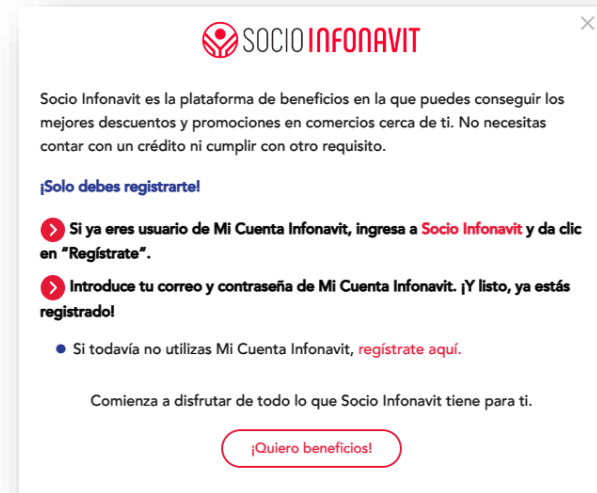 SOCIO INFONAVIT
Socio Infonavit es la plataforma de beneficios en la que puedes conseguir los
mejores descuentos y promociones en comercios cerca de ti. No necesitas
contar con un crédito ni cumplir con otro requisito.
¡Solo debes registrarte!
Si ya eres usuario de Mi Cuenta Infonavit, ingresa a Socio Infonavit y da clic
en “Regístrate”.
Introduce tu correo y contraseña de Mi Cuenta Infonavit. ¡Y listo, ya estás
registrado!
Si todavía no utilizas Mi Cuenta Infonavit, regístrate aquí.
Comienza a disfrutar de todo lo que Socio Infonavit tiene para ti.
¡Quiero beneficios!